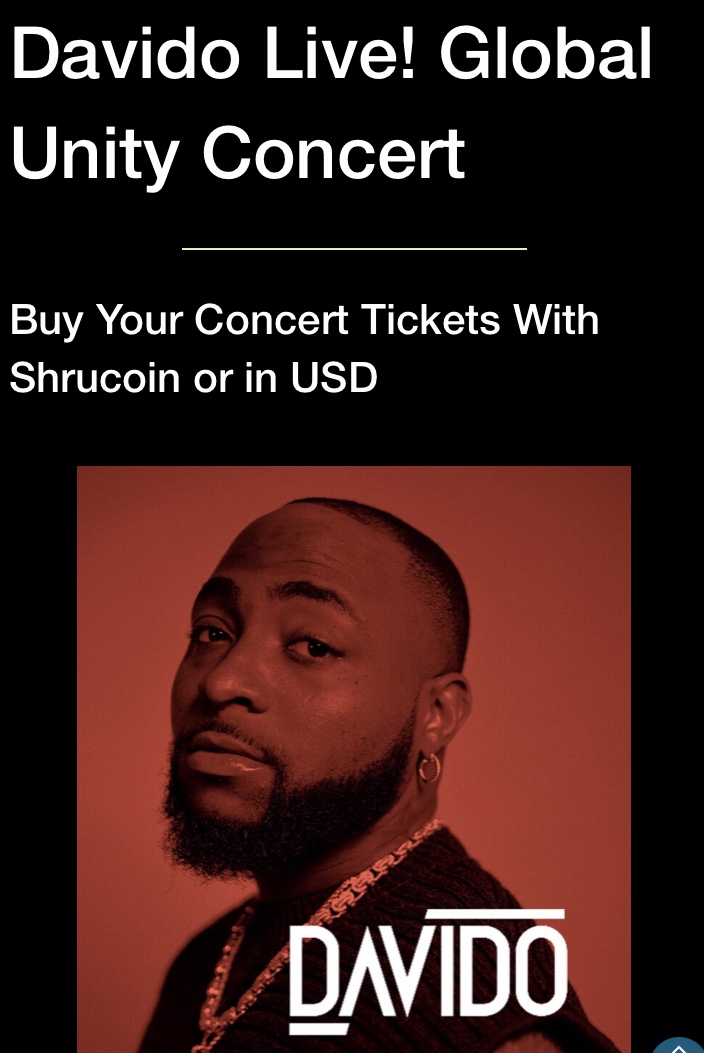 Davido Live! Global
Unity Concert
Buy Your Concert Tickets With
Shrucoin or in USD
DAVIDO